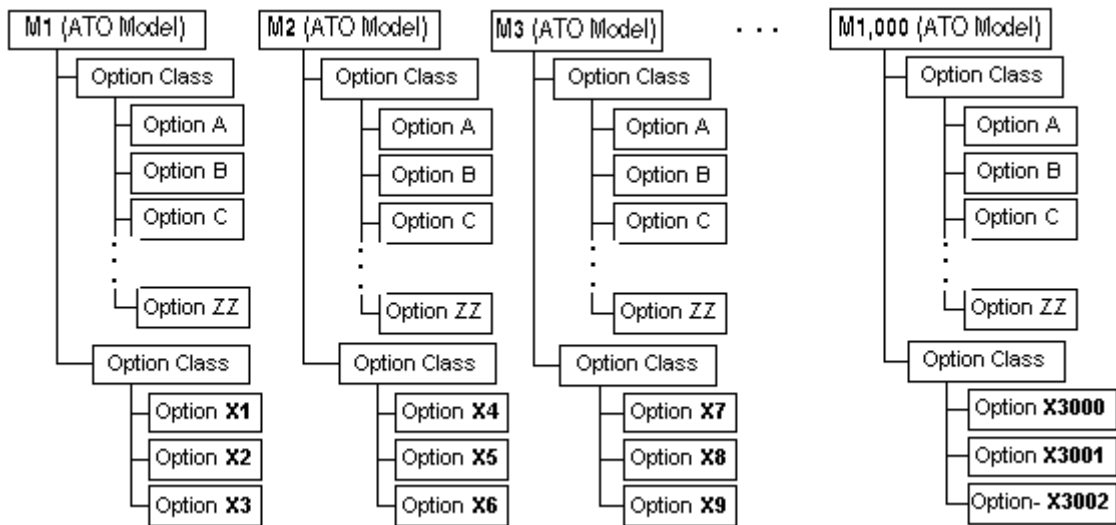 M1 (ATO Model)
Option Class
Option A
Option B
Option C
Option ZZ
Option Class
Option X1
Option X2
Option X3
M2 (ATO Model)
Option Class
Option A
Option B
Option C
Option ZZ
Option Class
Option X4
Option X5
Option X6
M3 (ATO Model)
Option Class
Option A
Option B
Option C
Option ZZ
Option Class
Option X7
Option X8
Option X9
. . .
M1,000 (ATO Model)
Option Class
Option A
Option B
Option C
Option ZZ
Option Class
Option X3000
Option X3001
Option- X3002